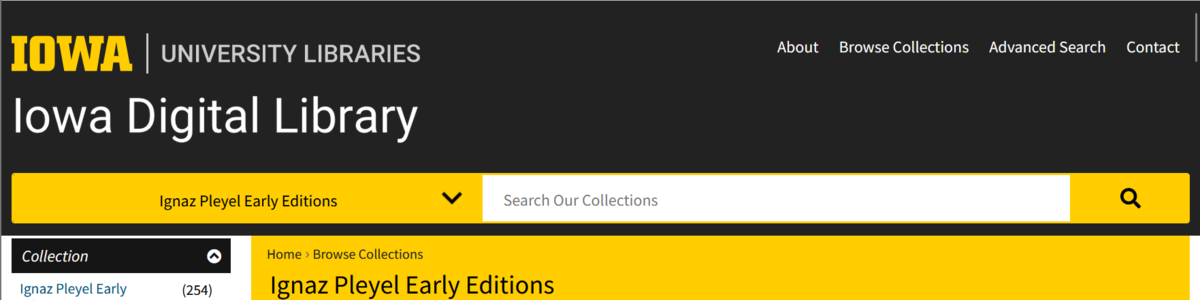 IOWA UNIVERSITY LIBRARIES
About Browse Collections Advanced Search Contact
Iowa Digital Library
Ignaz Pleyel Early Editions Search Our Collections
Collection
Home › Browse Collections
Ignaz Pleyel Early Editions
Ignaz Pleyel Early (254)